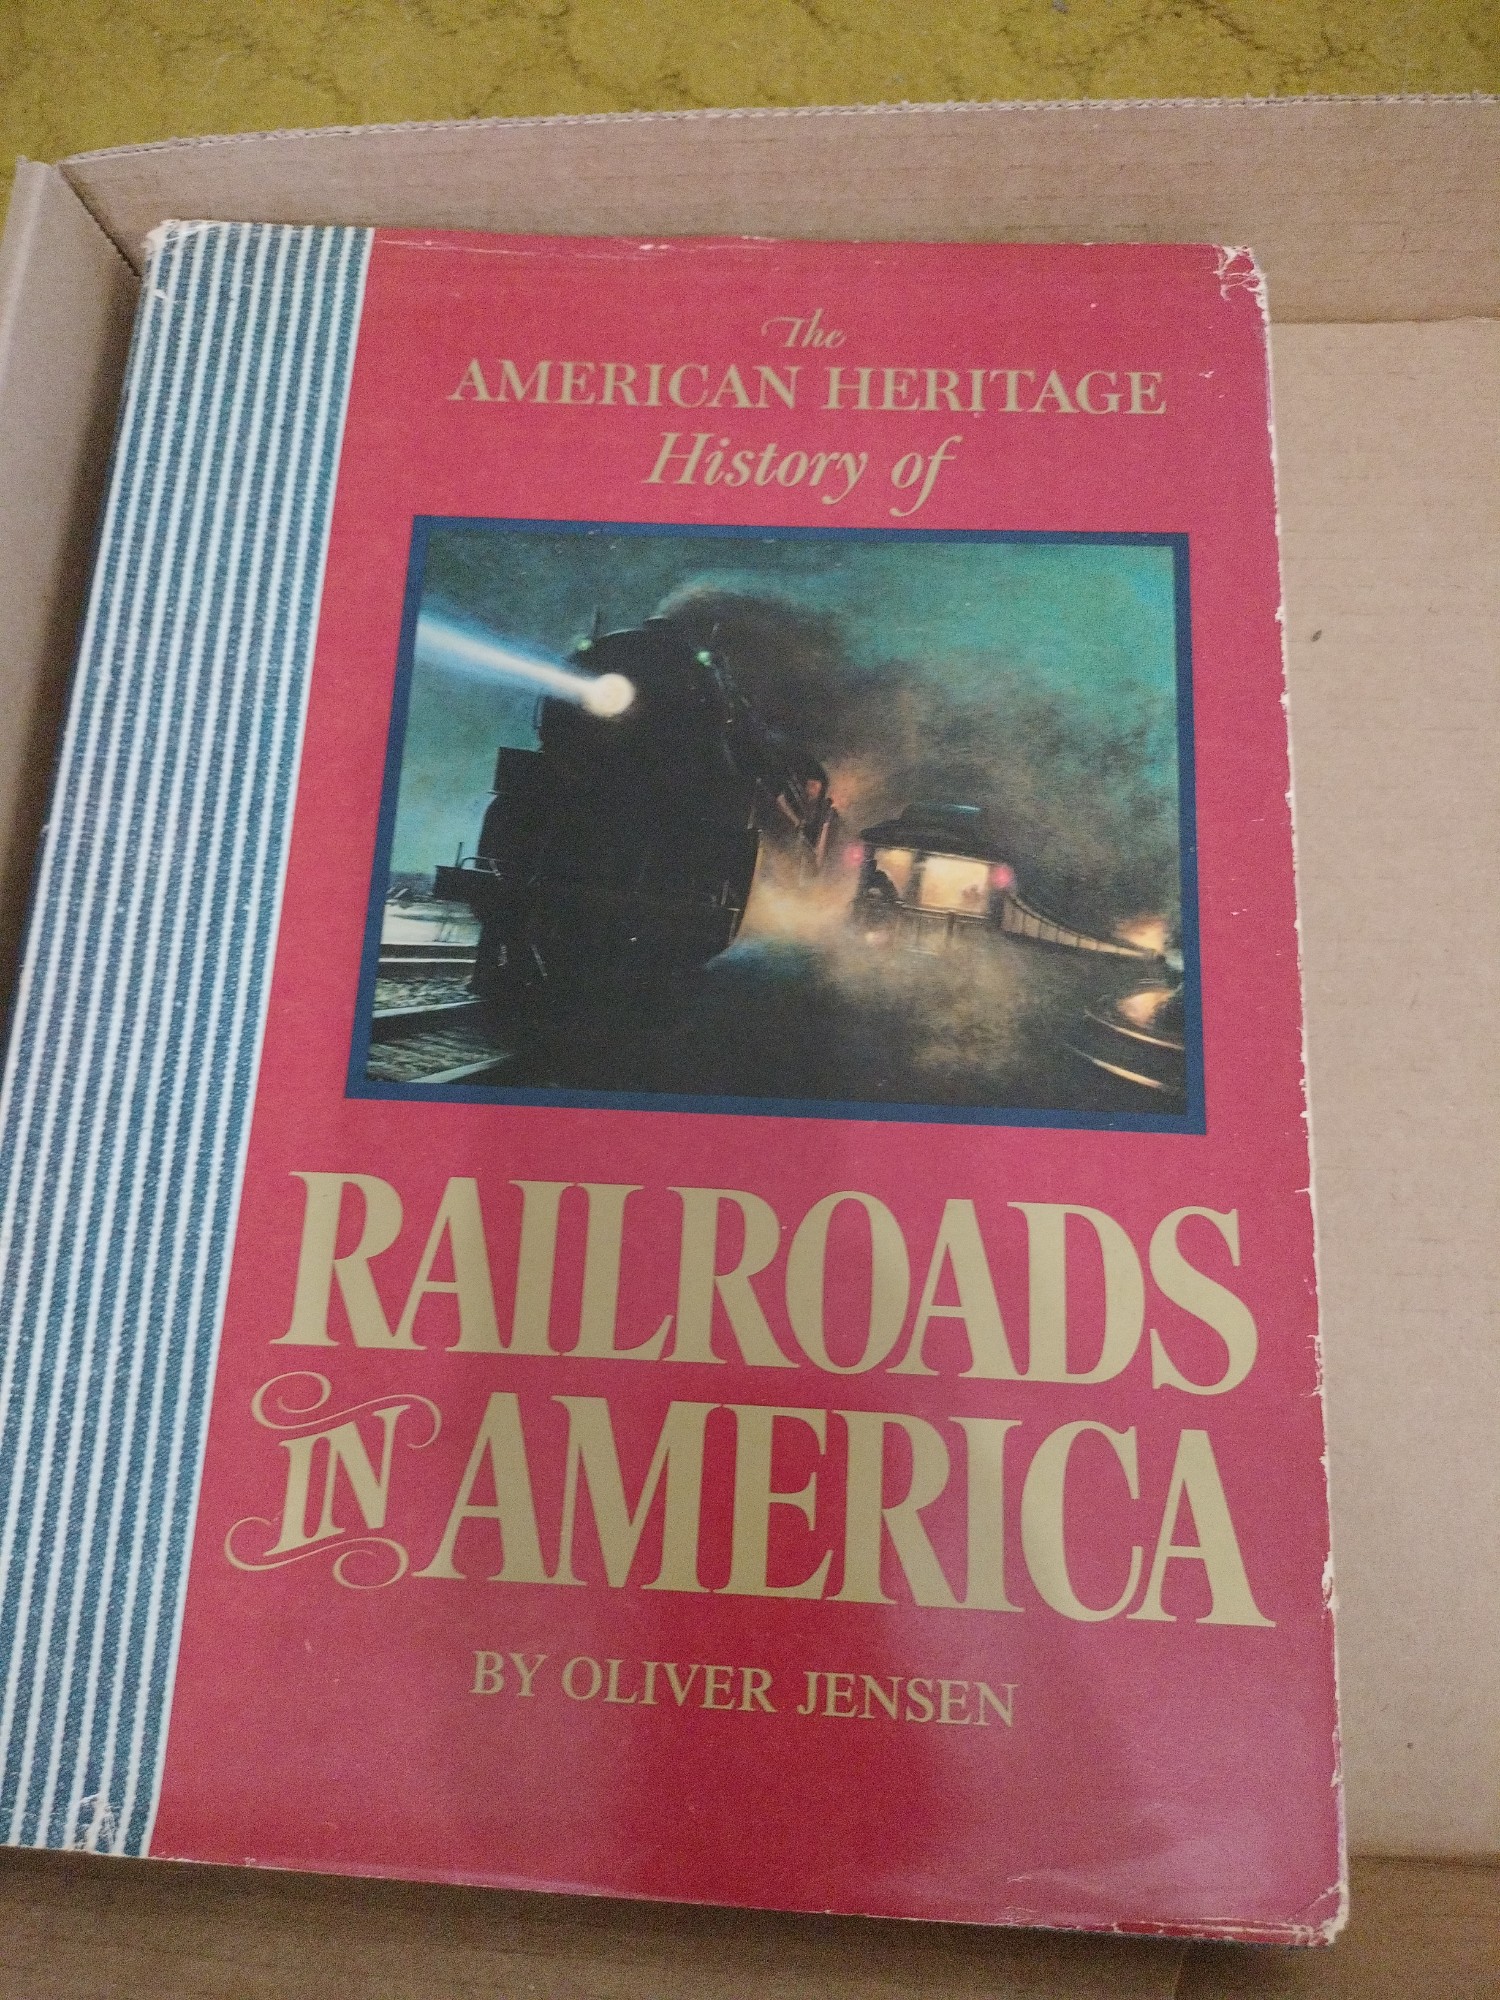 The
AMERICAN HERITAGE
History of
RAILROADS
IN AMERICA
BY OLIVER JENSEN